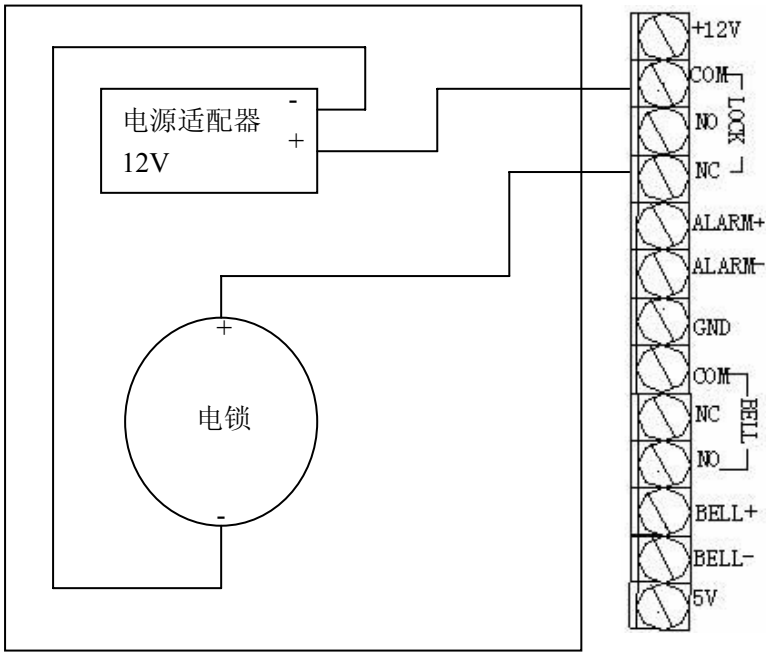 电源适配器
12V
-
+
+
电锁
-
+12V
COM
NO
NC
LOCK
ALARM+
ALARM-
GND
COM
NC
NO
BELL
BELL+
BELL-
5V